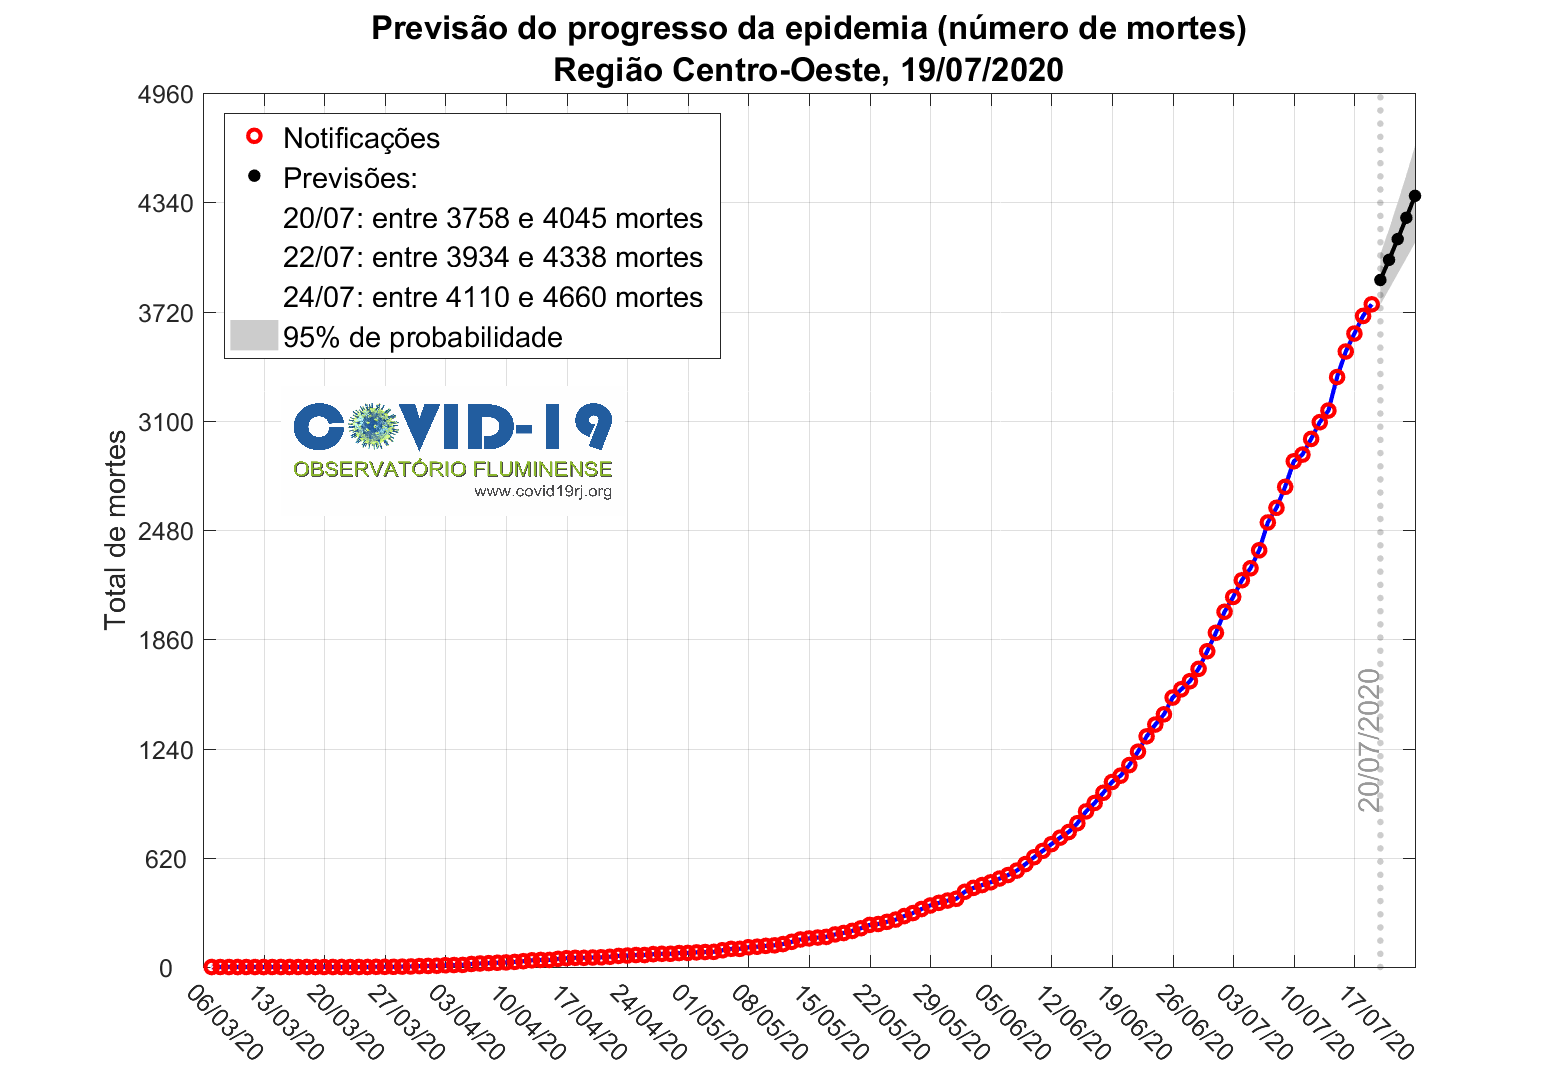 Previsão do progresso da epidemia (número de mortes)
Região Centro-Oeste, 19/07/2020
4960
4340
3720
3100
2480
1860
1240
620
0
Total de mortes
Notificações
Previsões:
20/07: entre 3758 e 4045 mortes
22/07: entre 3934 e 4338 mortes
24/07: entre 4110 e 4660 mortes
95% de probabilidade
COVID-19
OBSERVATÓRIO FLUMINENSE
www.covid19rj.org
20/07/2020
06/03/20
13/03/20
20/03/20
27/03/20
03/04/20
10/04/20
17/04/20
24/04/20
01/05/20
08/05/20
15/05/20
22/05/20
29/05/20
05/06/20
12/06/20
19/06/20
26/06/20
03/07/20
10/07/20
17/07/20